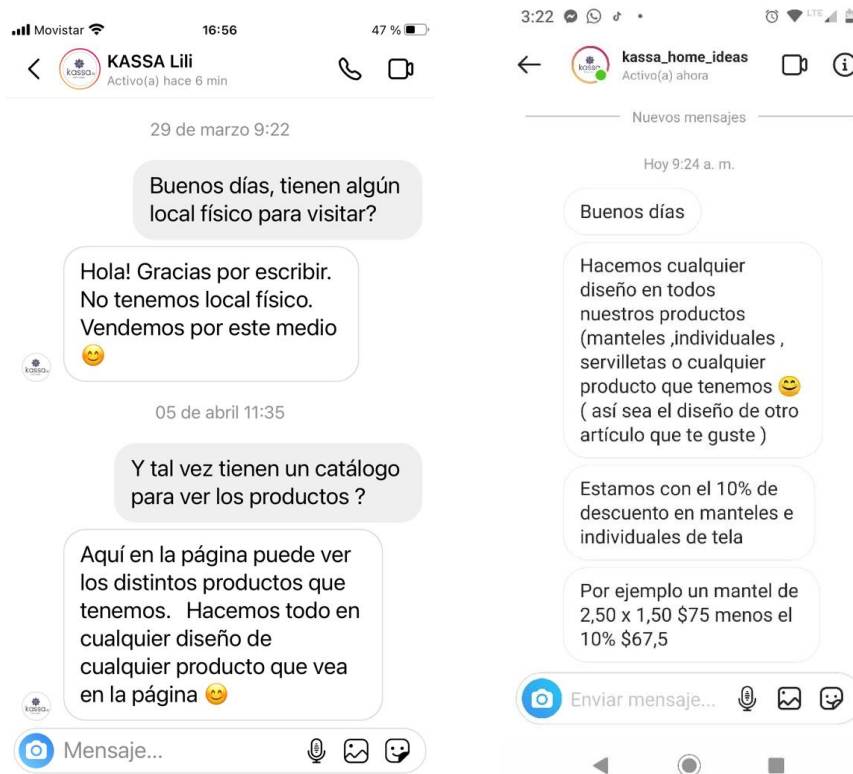 Movistar 16:56 47 %
KASSA Lili
Activo(a) hace 6 min
29 de marzo 9:22
Buenos días, tienen algún
local físico para visitar?
Hola! Gracias por escribir.
No tenemos local físico.
Vendemos por este medio
kassa
05 de abril 11:35
Y tal vez tienen un catálogo
para ver los productos ?
Aquí en la página puede ver
los distintos productos que
tenemos. Hacemos todo en
cualquier diseño de
cualquier producto que vea
en la página
kassa
Mensaje...
3:22 LTE
kassa_home_ideas
Activo(a) ahora
Nuevos mensajes
Hoy 9:24 a. m.
Buenos días
Hacemos cualquier
diseño en todos
nuestros productos
(manteles ,individuales ,
servilletas o cualquier
producto que tenemos
( así sea el diseño de otro
artículo que te guste )
Estamos con el 10% de
descuento en manteles e
individuales de tela
Por ejemplo un mantel de
2,50 x 1,50 $75 menos el
10% $67,5
Enviar mensaje...